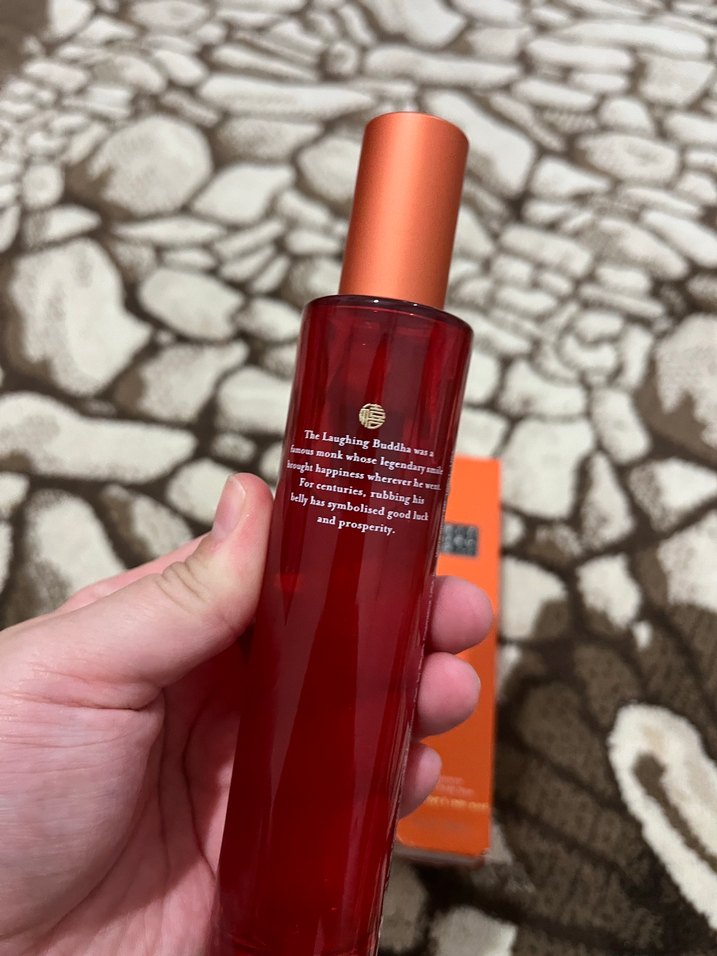 The Laughing Buddha was a
famous monk whose legendary smile
brought happiness wherever he went.
For centuries, rubbing his
belly has symbolised good luck
and prosperity.